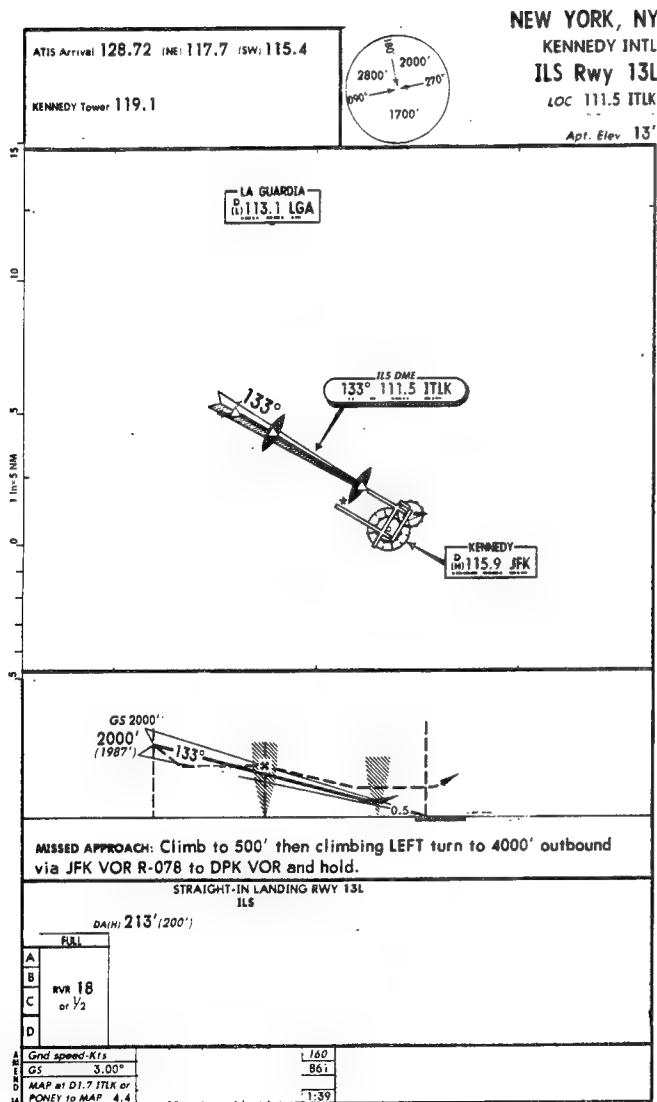 NEW YORK, NY
KENNEDY INTL
ILS Rwy 13L
LOC 111.5 ITLK
Apt. Elev 13'
ATIS Arrival 128.72 (NE) 117.7 (SW) 115.4
KENNEDY Tower 119.1
180°
2000'
2800'
270°
090°
1700'
15
LA GUARDIA
D
(L) 113.1 LGA
10
ILS DME
133° 111.5 ITLK
133°
5
1 In=5 NM
0
KENNEDY
D
(H) 115.9 JFK
5
GS 2000'
2000'
(1987')
133°
0.5
MISSED APPROACH: Climb to 500' then climbing LEFT turn to 4000' outbound
via JFK VOR R-078 to DPK VOR and hold.
STRAIGHT-IN LANDING RWY 13L
ILS
DA(H) 213' (200')
FULL
A
B
C
D
RVR 18
or 1/2
Gnd speed-Kts 160
GS 3.00° 861
MAP at D1.7 ITLK or
PONEY to MAP 4.4 1:39
AMEND